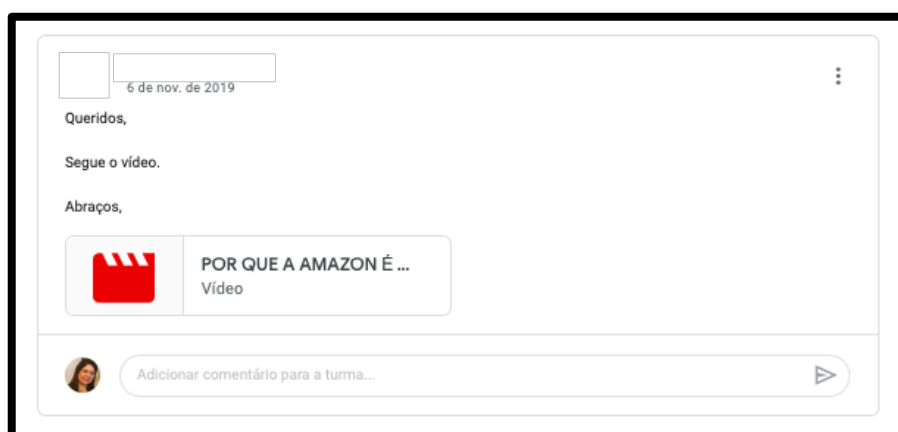 6 de nov. de 2019
Queridos,
Segue o vídeo.
Abraços,
POR QUE A AMAZON É ...
Vídeo
Adicionar comentário para a turma...